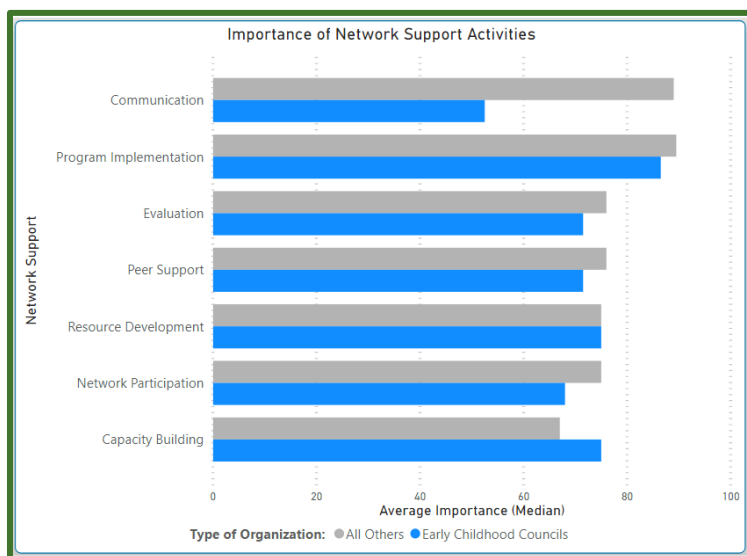 Importance of Network Support Activities
Network Support
Communication
Program Implementation
Evaluation
Peer Support
Resource Development
Network Participation
Capacity Building
0 20 40 60 80 100
Average Importance (Median)
Type of Organization: All Others Early Childhood Councils